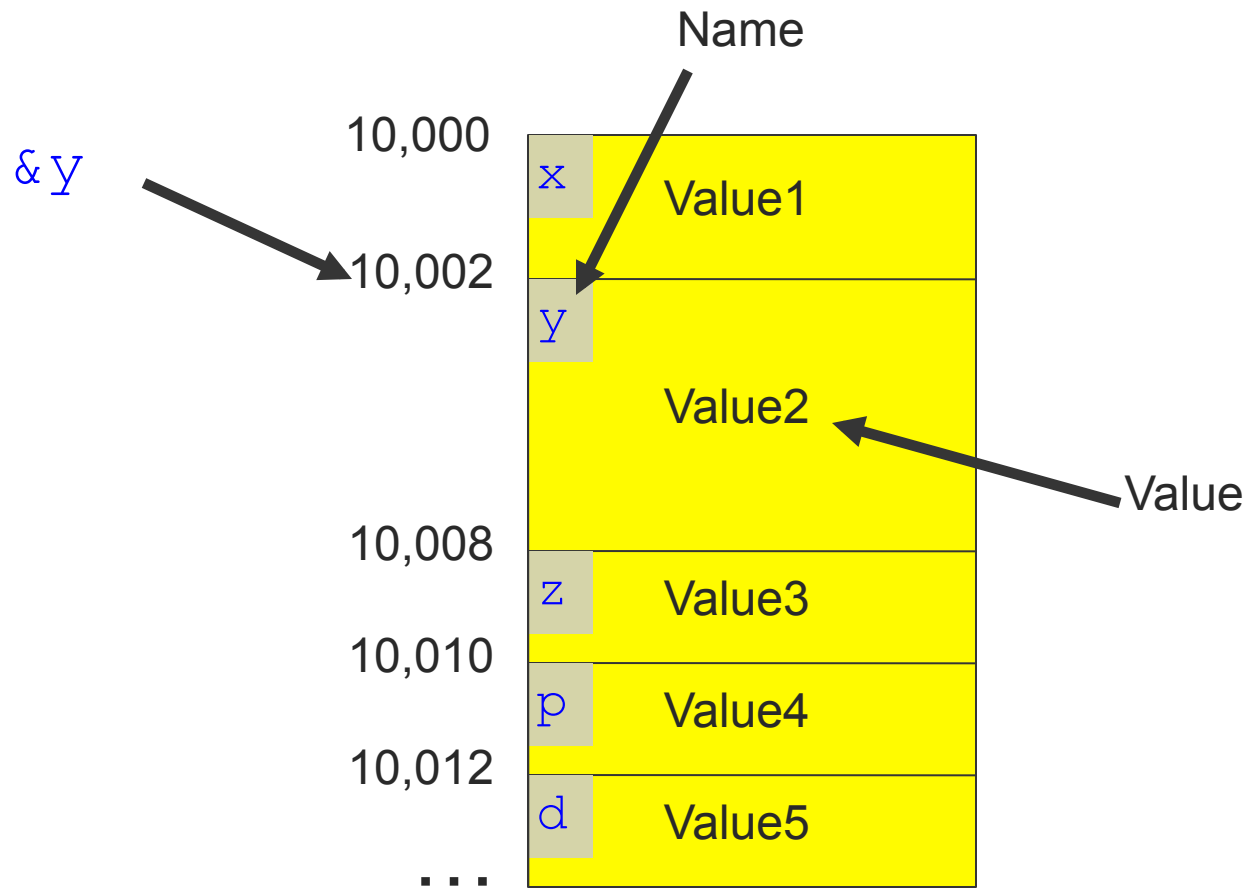 Name
&y
10,000
x
Value1
10,002
y
Value2
Value
10,008
z
Value3
10,010
p
Value4
10,012
d
Value5
...